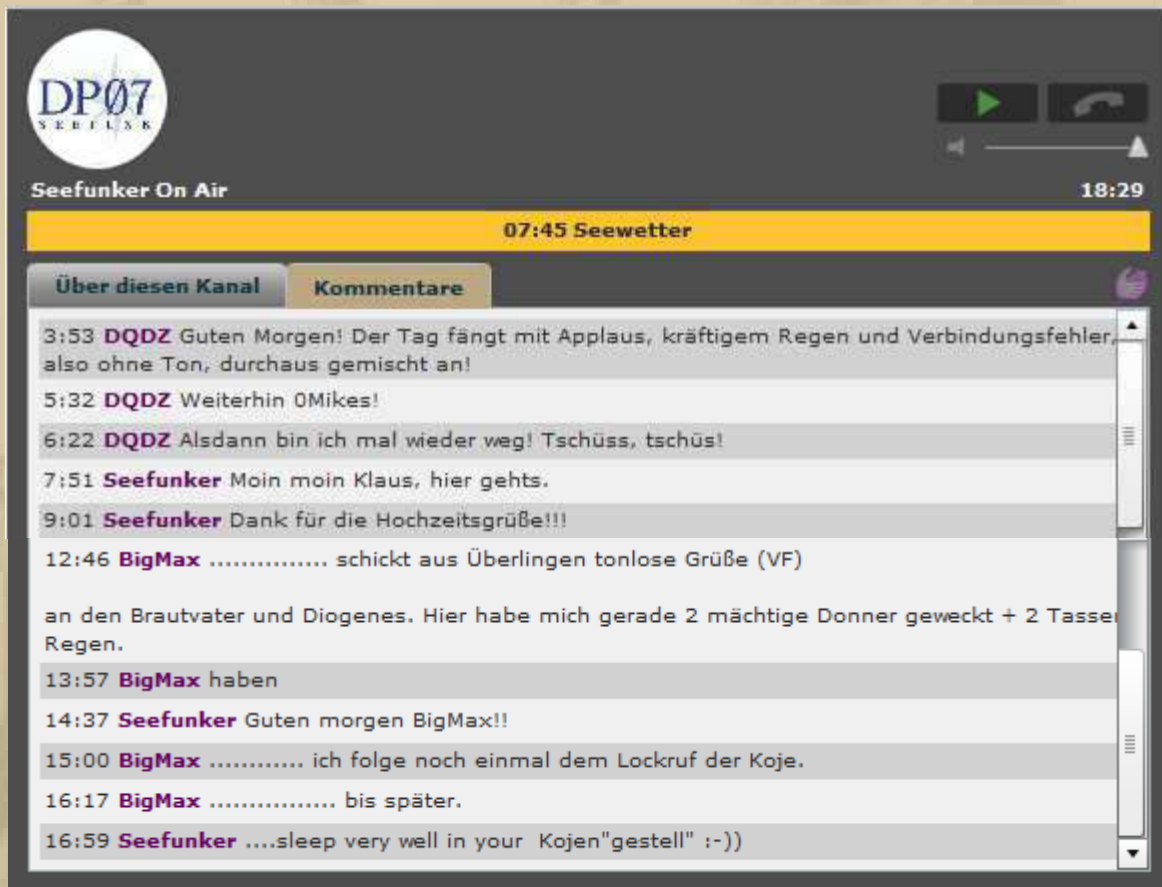 DPØ7
SEEFUNK
Seefunker On Air
18:29
07:45 Seewetter
Über diesen Kanal
Kommentare
3:53 DQDZ Guten Morgen! Der Tag fängt mit Applaus, kräftigem Regen und Verbindungsfehler,
also ohne Ton, durchaus gemischt an!
5:32 DQDZ Weiterhin 0Mikes!
6:22 DQDZ Alsdann bin ich mal wieder weg! Tschüss, tschüs!
7:51 Seefunker Moin moin Klaus, hier gehts.
9:01 Seefunker Dank für die Hochzeitsgrüße!!!
12:46 BigMax ............... schickt aus Überlingen tonlose Grüße (VF)
an den Brautvater und Diogenes. Hier habe mich gerade 2 mächtige Donner geweckt + 2 Tassen
Regen.
13:57 BigMax haben
14:37 Seefunker Guten morgen BigMax!!
15:00 BigMax ............ ich folge noch einmal dem Lockruf der Koje.
16:17 BigMax ................ bis später.
16:59 Seefunker ....sleep very well in your Kojen"gestell" :-))